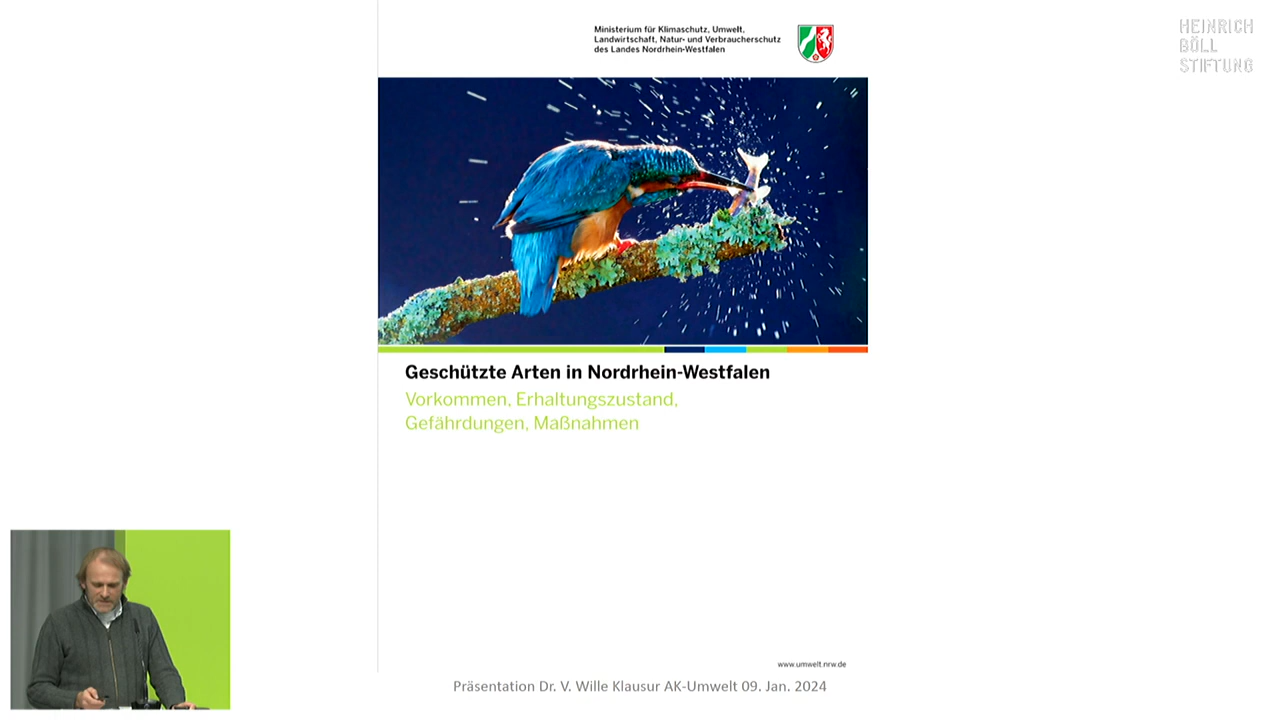 Ministerium für Klimaschutz, Umwelt,
Landwirtschaft, Natur- und Verbraucherschutz
des Landes Nordrhein-Westfalen
HEINRICH
BÖLL
STIFTUNG
Geschützte Arten in Nordrhein-Westfalen
Vorkommen, Erhaltungszustand,
Gefährdungen, Maßnahmen
www.umwelt.nrw.de
Präsentation Dr. V. Wille Klausur AK-Umwelt 09. Jan. 2024